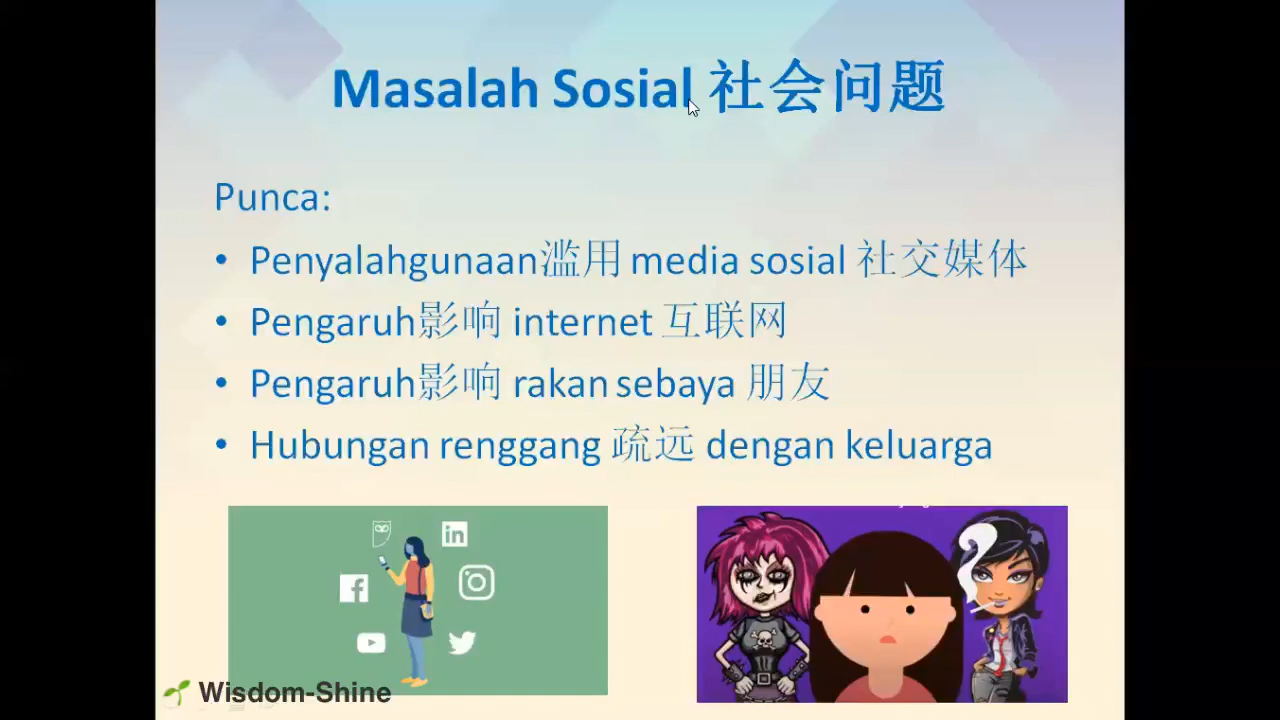 Masalah Sosial 社会问题
Punca:
• Penyalahgunaan滥用 media sosial 社交媒体
• Pengaruh影响 internet 互联网
• Pengaruh影响 rakan sebaya 朋友
• Hubungan renggang 疏远 dengan keluarga
in
f
Wisdom-Shine